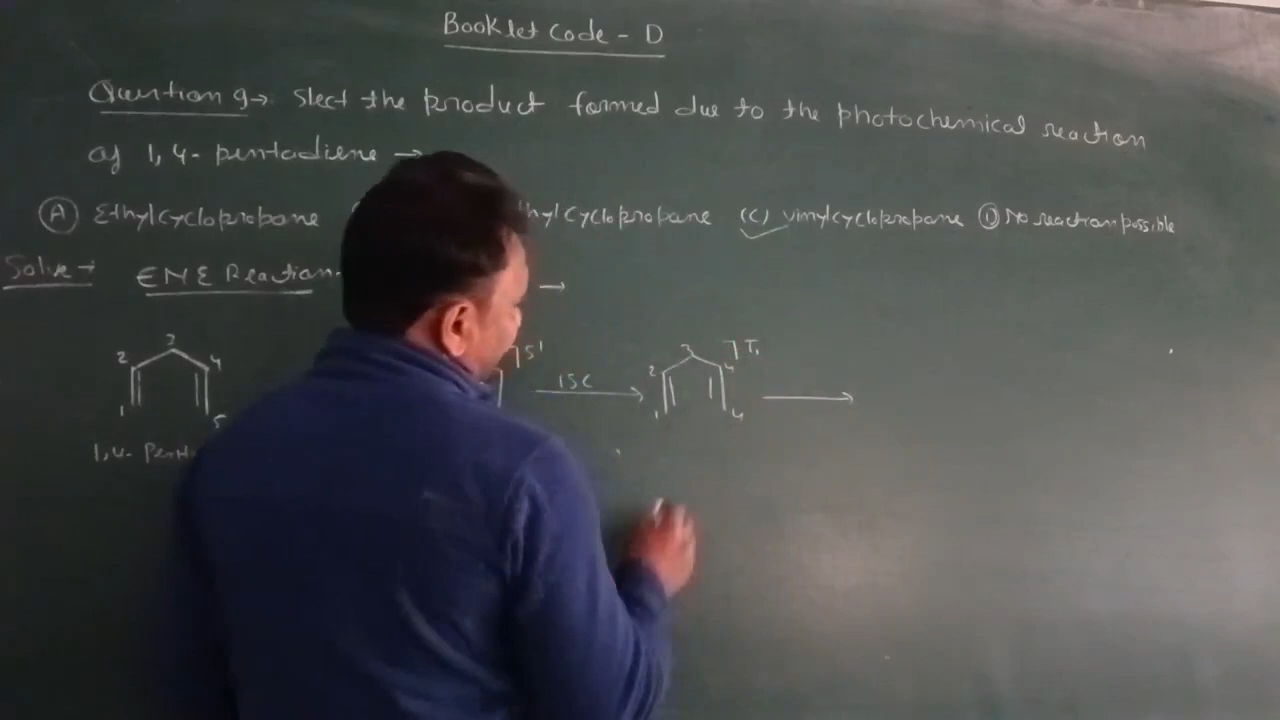 Booklet Code - D
Question 9→ Slect the product formed due to the photochemical reaction
of 1,4- pentadiene →
(A) Ethylcyclopropane thylcyclopropane (C) vinylcyclopropane (D) No reaction possible
Solve→ ENE Reaction- →
3 3
2 4 ⌉S1 2 4 ⌉T1
ISC
1 5 1 4
1,4- Pent